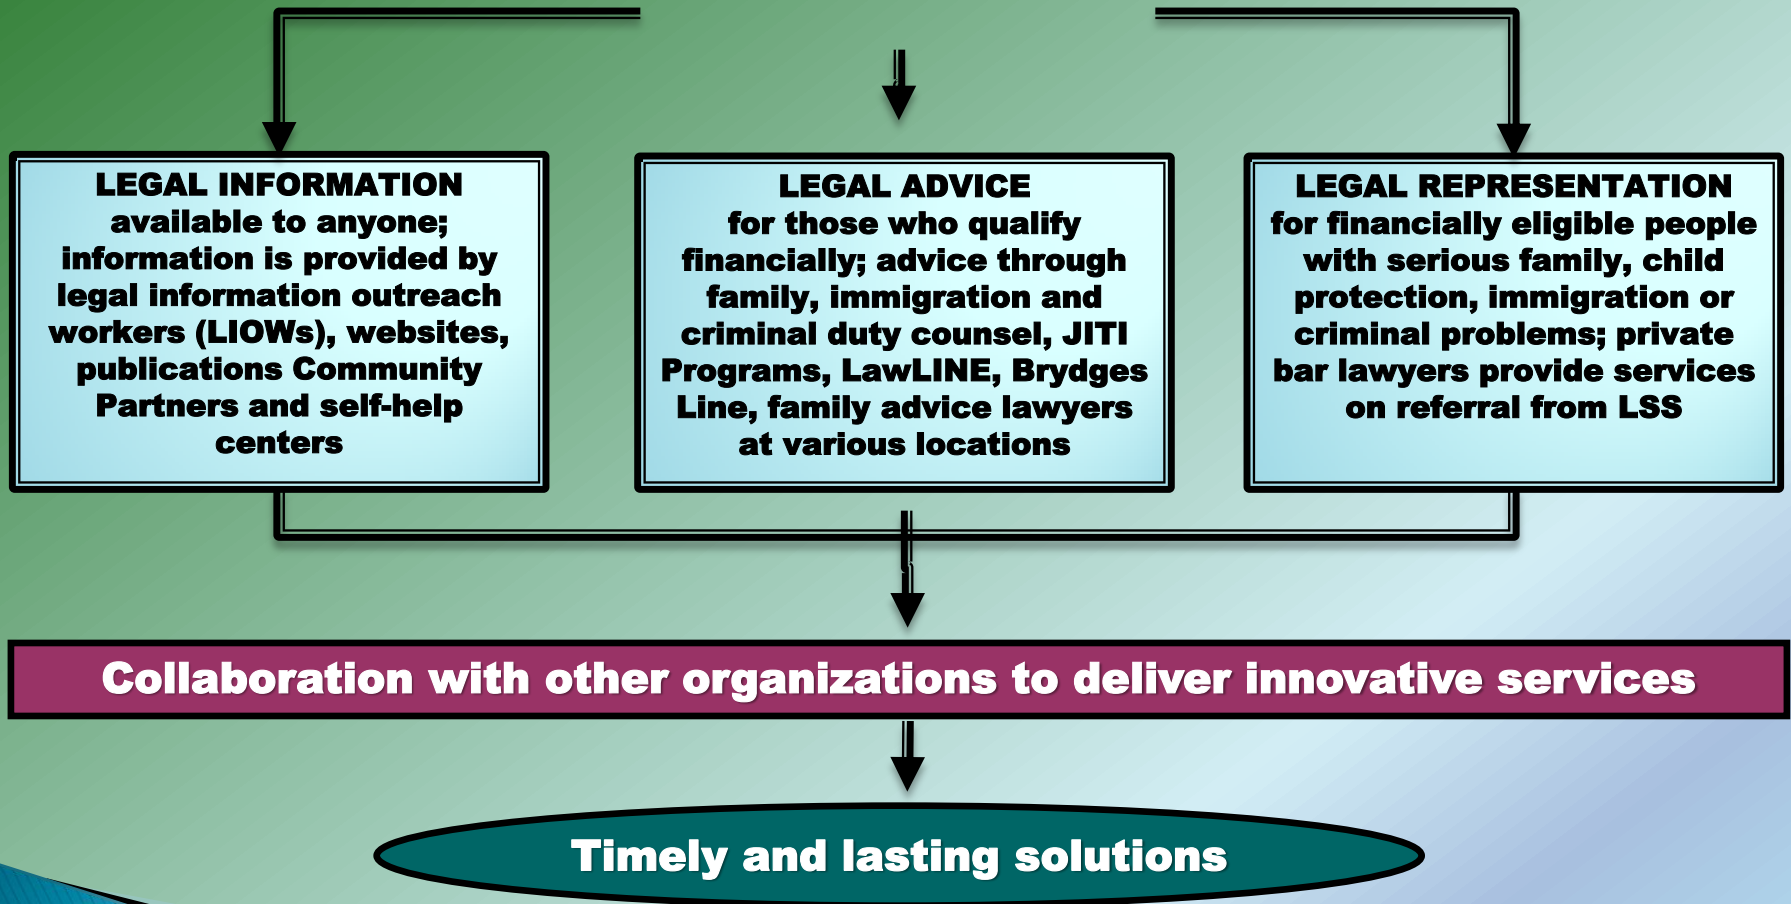 LEGAL INFORMATION
available to anyone;
information is provided by
legal information outreach
workers (LIOWs), websites,
publications Community
Partners and self-help
centers
LEGAL ADVICE
for those who qualify
financially; advice through
family, immigration and
criminal duty counsel, JITI
Programs, LawLINE, Brydges
Line, family advice lawyers
at various locations
LEGAL REPRESENTATION
for financially eligible people
with serious family, child
protection, immigration or
criminal problems; private
bar lawyers provide services
on referral from LSS
Collaboration with other organizations to deliver innovative services
Timely and lasting solutions